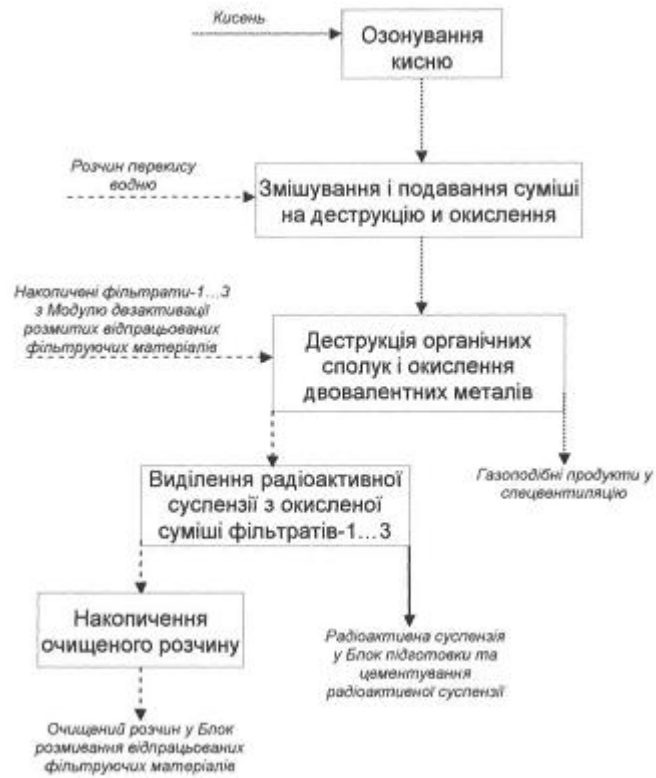 Кисень
Озонування
кисню
Розчин перекису
водню
Змішування і подавання суміші
на деструкцію и окислення
Накопичені фільтрати-1...3
з Модулю дезактивації
розмитих відпрацьованих
фільтруючих матеріалів
Деструкція органічних
сполук і окислення
двовалентних металів
Газоподібні продукти у
спецвентиляцію
Виділення радіоактивної
суспензії з окисленої
суміші фільтратів-1...3
Накопичення
очищеного розчину
Радіоактивна суспензія
у Блок підготовки та
цементування
радіоактивної суспензії
Очищений розчин у Блок
розмивання відпрацьованих
фільтруючих матеріалів